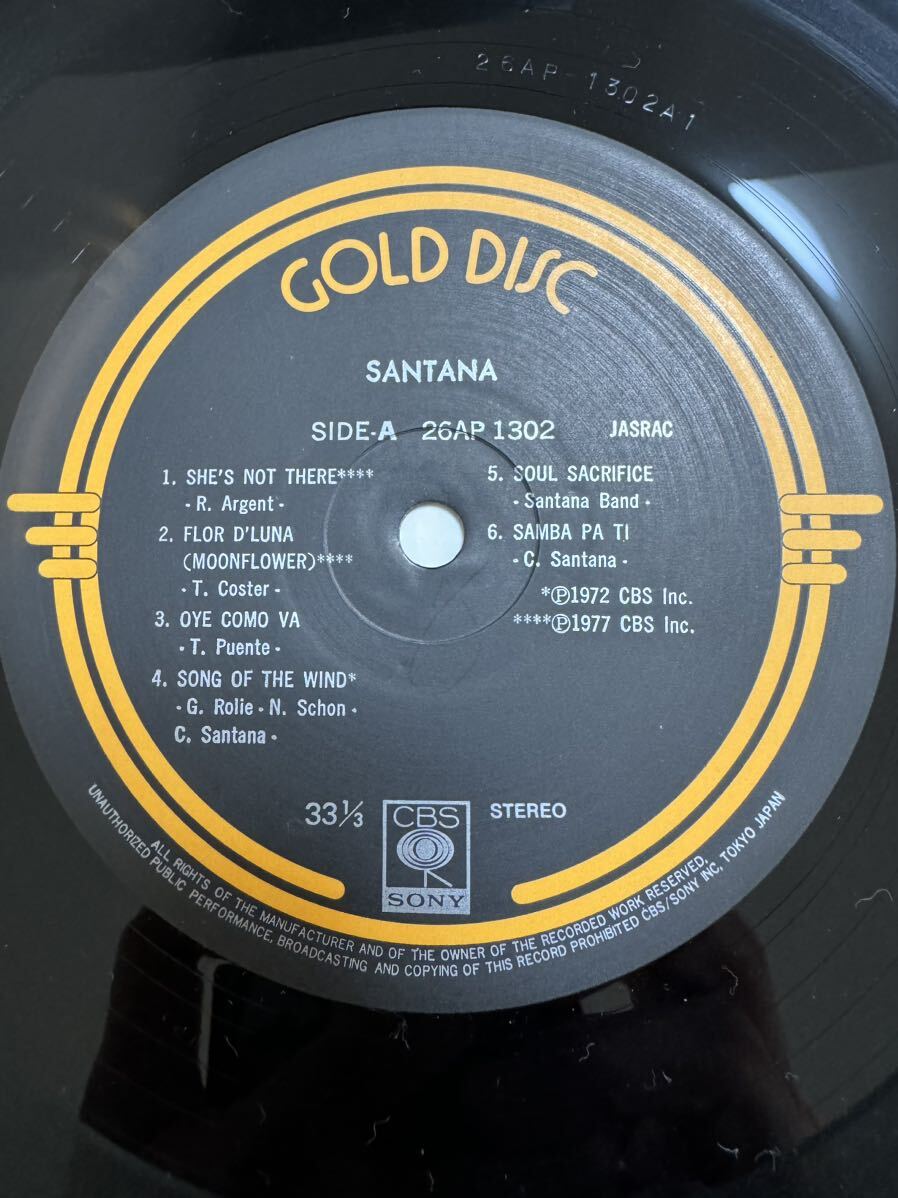 26AP-1302A1
GOLD DISC
SANTANA
SIDE-A 26AP 1302 JASRAC
1. SHE'S NOT THERE****
• R. Argent •
2. FLOR D'LUNA
(MOONFLOWER)****
• T. Coster •
3. OYE COMO VA
• T. Puente •
4. SONG OF THE WIND*
• G. Rolie • N. Schon •
C. Santana •
5. SOUL SACRIFICE
• Santana Band •
6. SAMBA PA TI
• C. Santana •
*Ⓟ1972 CBS Inc.
****Ⓟ1977 CBS Inc.
33⅓ STEREO
CBS
SONY
ALL RIGHTS OF THE MANUFACTURER AND OF THE OWNER OF THE RECORDED WORK RESERVED.
UNAUTHORIZED PUBLIC PERFORMANCE, BROADCASTING AND COPYING OF THIS RECORD PROHIBITED CBS/SONY INC. TOKYO JAPAN